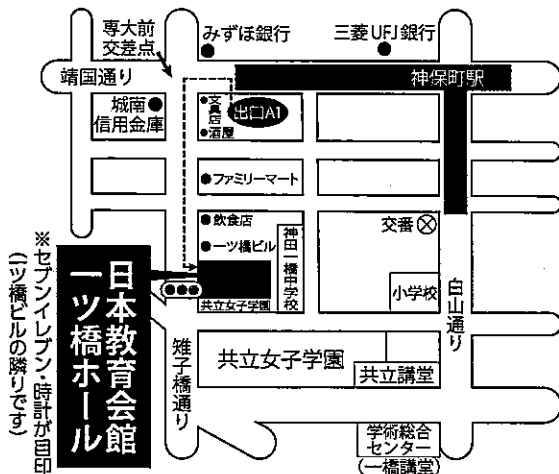 専大前
交差点
みずほ銀行
三菱UFJ銀行
靖国通り
神保町駅
城南
信用金庫
文具店
出口A1
酒屋
ファミリーマート
飲食店
一ツ橋ビル
神田一橋中学校
交番
小学校
白山通り
共立女子学園
日本教育会館
一ツ橋ホール
※セブンイレブン・時計が目印
(一ツ橋ビルの隣りです)
雉子橋通り
共立女子学園
共立講堂
学術総合
センター
(一橋講堂)